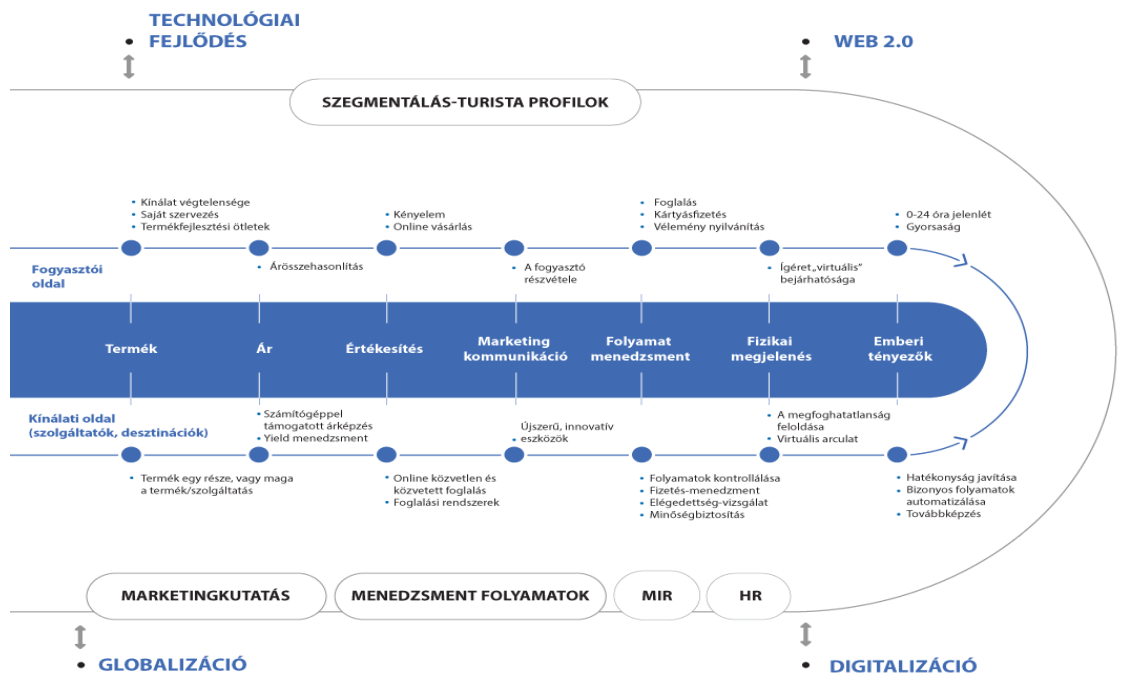 TECHNOLÓGIAI
FEJLŐDÉS
WEB 2.0
SZEGMENTÁLÁS-TURISTA PROFILOK
• Kínálat végtelensége
• Saját szervezés
• Termékfejlesztési ötletek
• Kényelem
• Online vásárlás
• Foglalás
• Kártyásfizetés
• Vélemény nyilvánítás
• 0-24 óra jelenlét
• Gyorsaság
Fogyasztói
oldal
• Árösszehasonlítás
• A fogyasztó
részvétele
• Ígéret „virtuális”
bejárhatósága
Termék
Ár
Értékesítés
Marketing
kommunikáció
Folyamat
menedzsment
Fizikai
megjelenés
Emberi
tényezők
Kínálati oldal
(szolgáltatók, desztinációk)
• Számítógéppel
támogatott árképzés
• Yield menedzsment
Újszerű, innovatív
• eszközök
• A megfoghatatlanság
feloldása
• Virtuális arculat
• Termék egy része, vagy maga
a termék/szolgáltatás
• Online közvetlen és
közvetett foglalás
• Foglalási rendszerek
• Folyamatok kontrollálása
• Fizetés-menedzment
• Elégedettség-vizsgálat
• Minőségbiztosítás
• Hatékonyság javítása
• Bizonyos folyamatok
automatizálása
• Továbbképzés
MARKETINGKUTATÁS
MENEDZSMENT FOLYAMATOK
MIR
HR
GLOBALIZÁCIÓ
DIGITALIZÁCIÓ